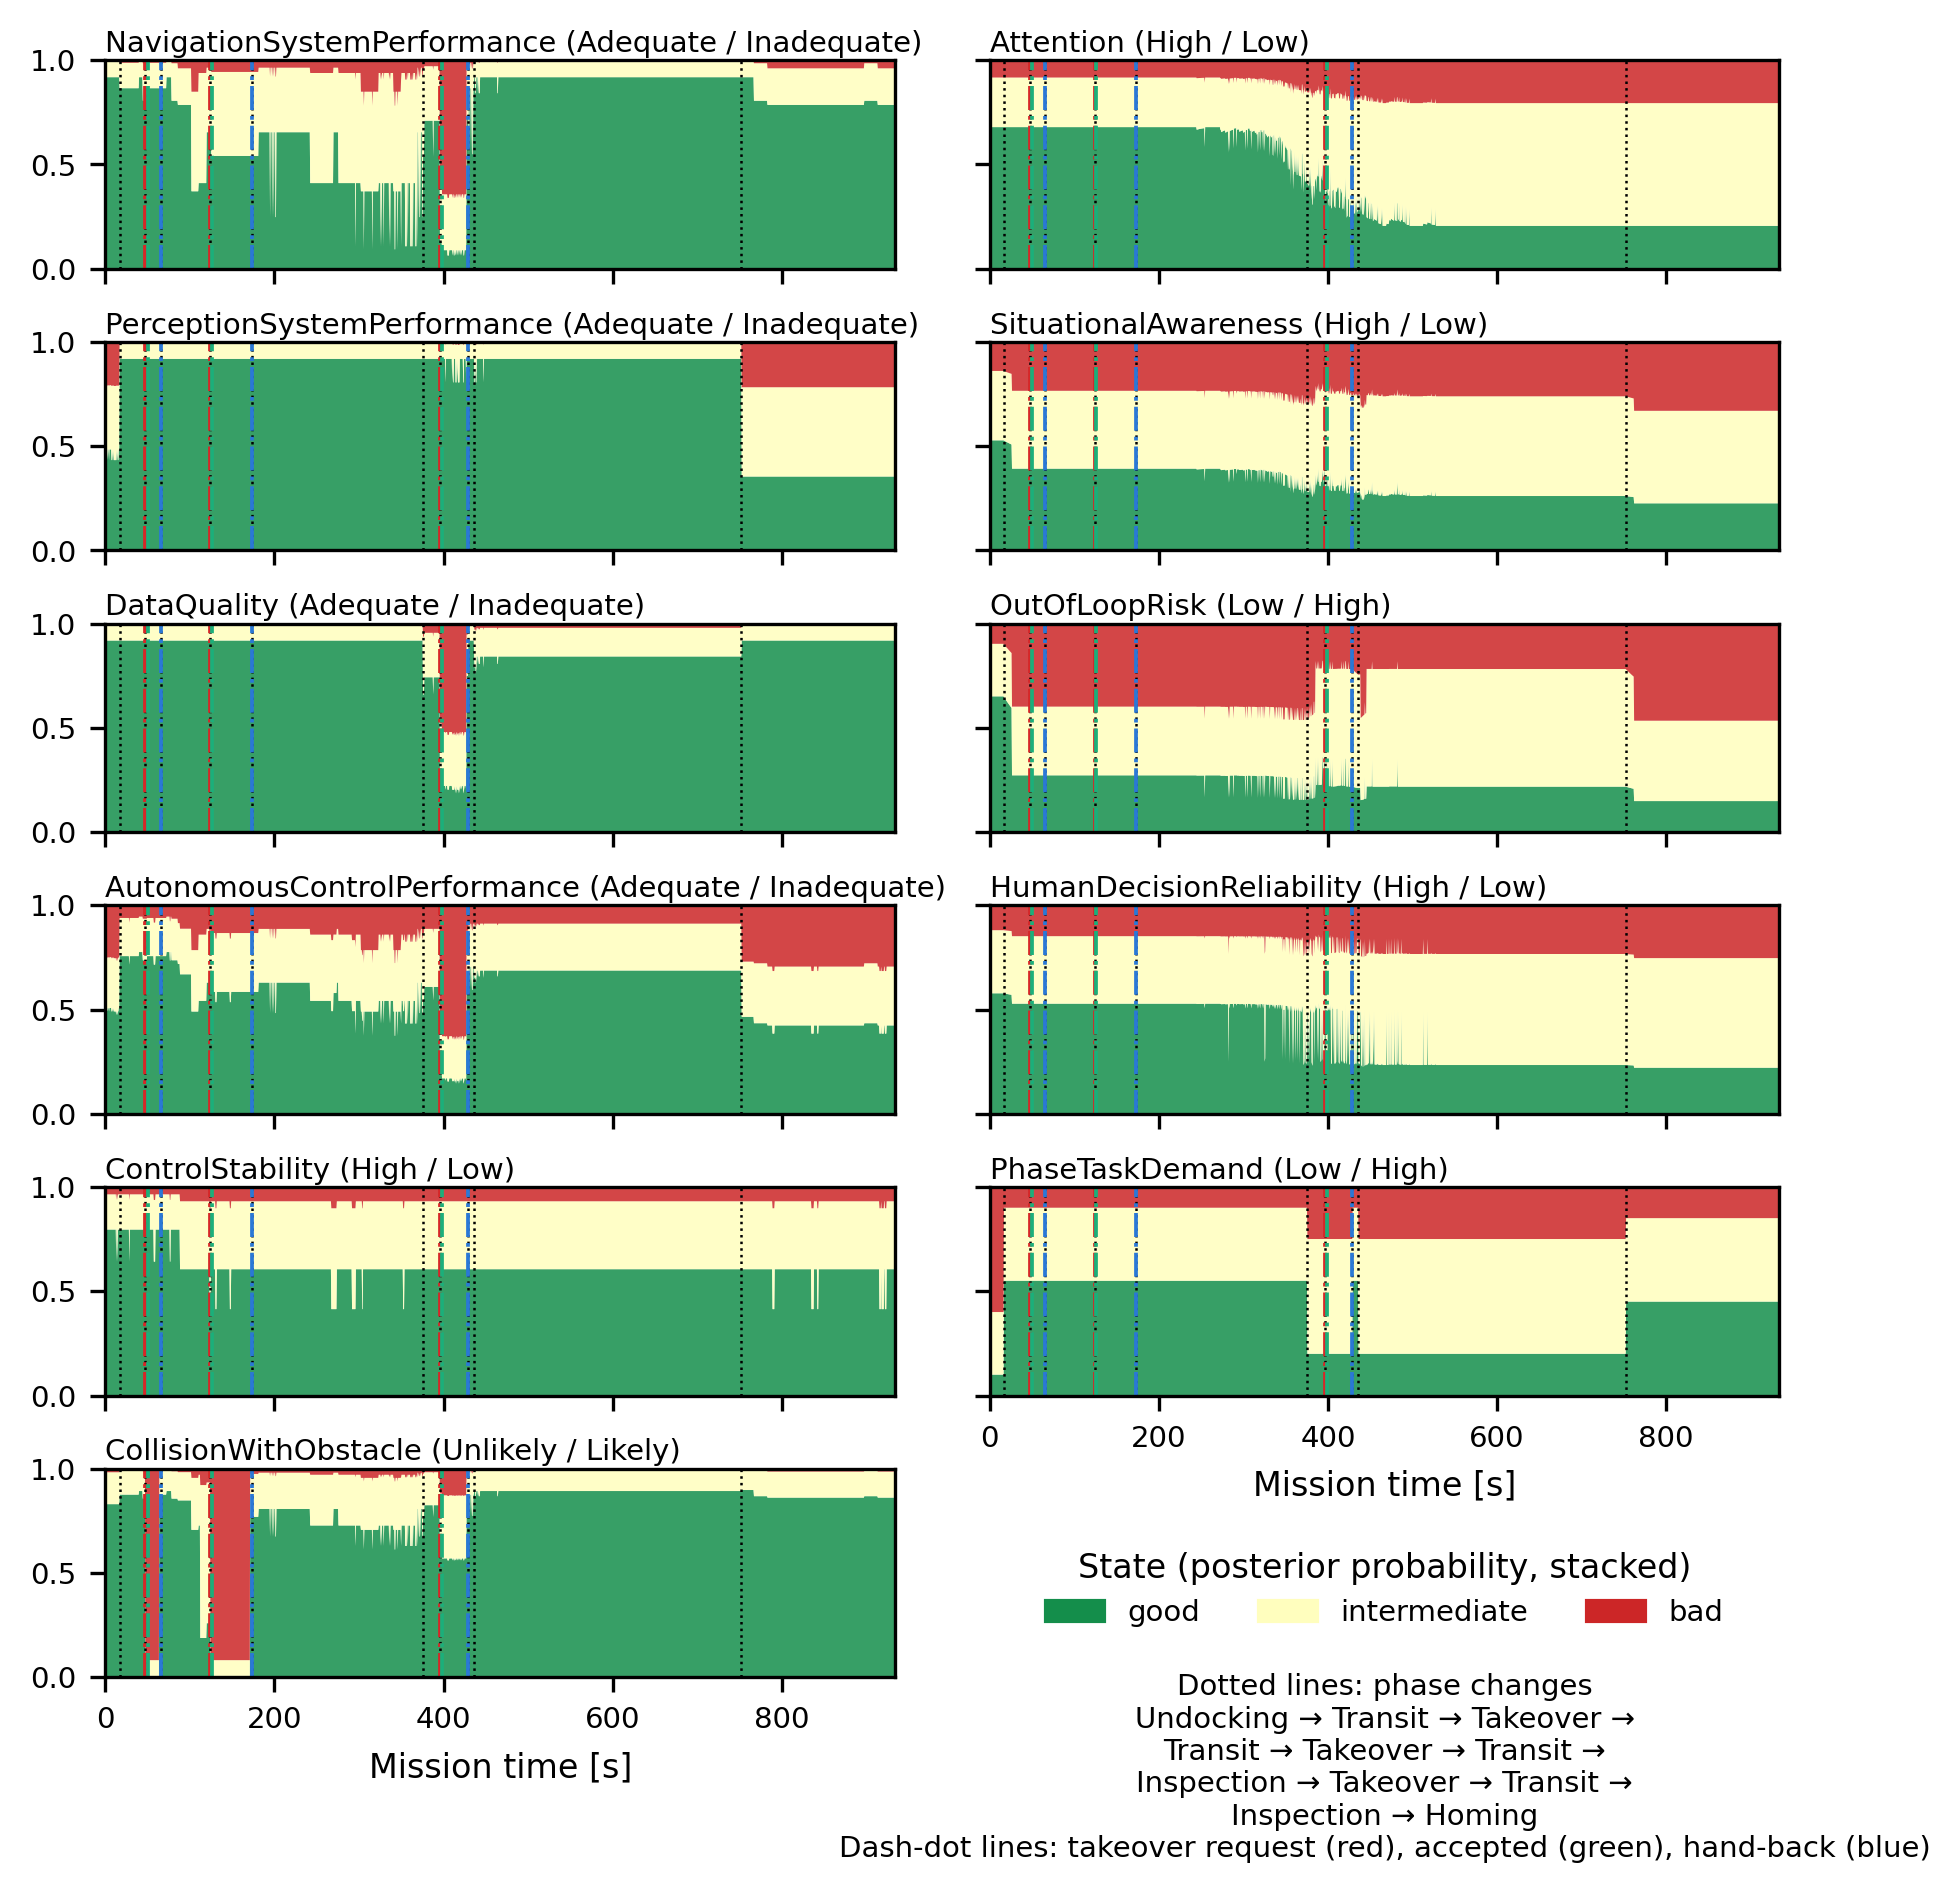 NavigationSystemPerformance (Adequate / Inadequate)
1.0
0.5
0.0
PerceptionSystemPerformance (Adequate / Inadequate)
1.0
0.5
0.0
DataQuality (Adequate / Inadequate)
1.0
0.5
0.0
AutonomousControlPerformance (Adequate / Inadequate)
1.0
0.5
0.0
ControlStability (High / Low)
1.0
0.5
0.0
CollisionWithObstacle (Unlikely / Likely)
1.0
0.5
0.0
0 200 400 600 800
Mission time [s]
Attention (High / Low)
SituationalAwareness (High / Low)
OutOfLoopRisk (Low / High)
HumanDecisionReliability (High / Low)
PhaseTaskDemand (Low / High)
0 200 400 600 800
Mission time [s]
State (posterior probability, stacked)
good intermediate bad
Dotted lines: phase changes
Undocking → Transit → Takeover →
Transit → Takeover → Transit →
Inspection → Takeover → Transit →
Inspection → Homing
Dash-dot lines: takeover request (red), accepted (green), hand-back (blue)